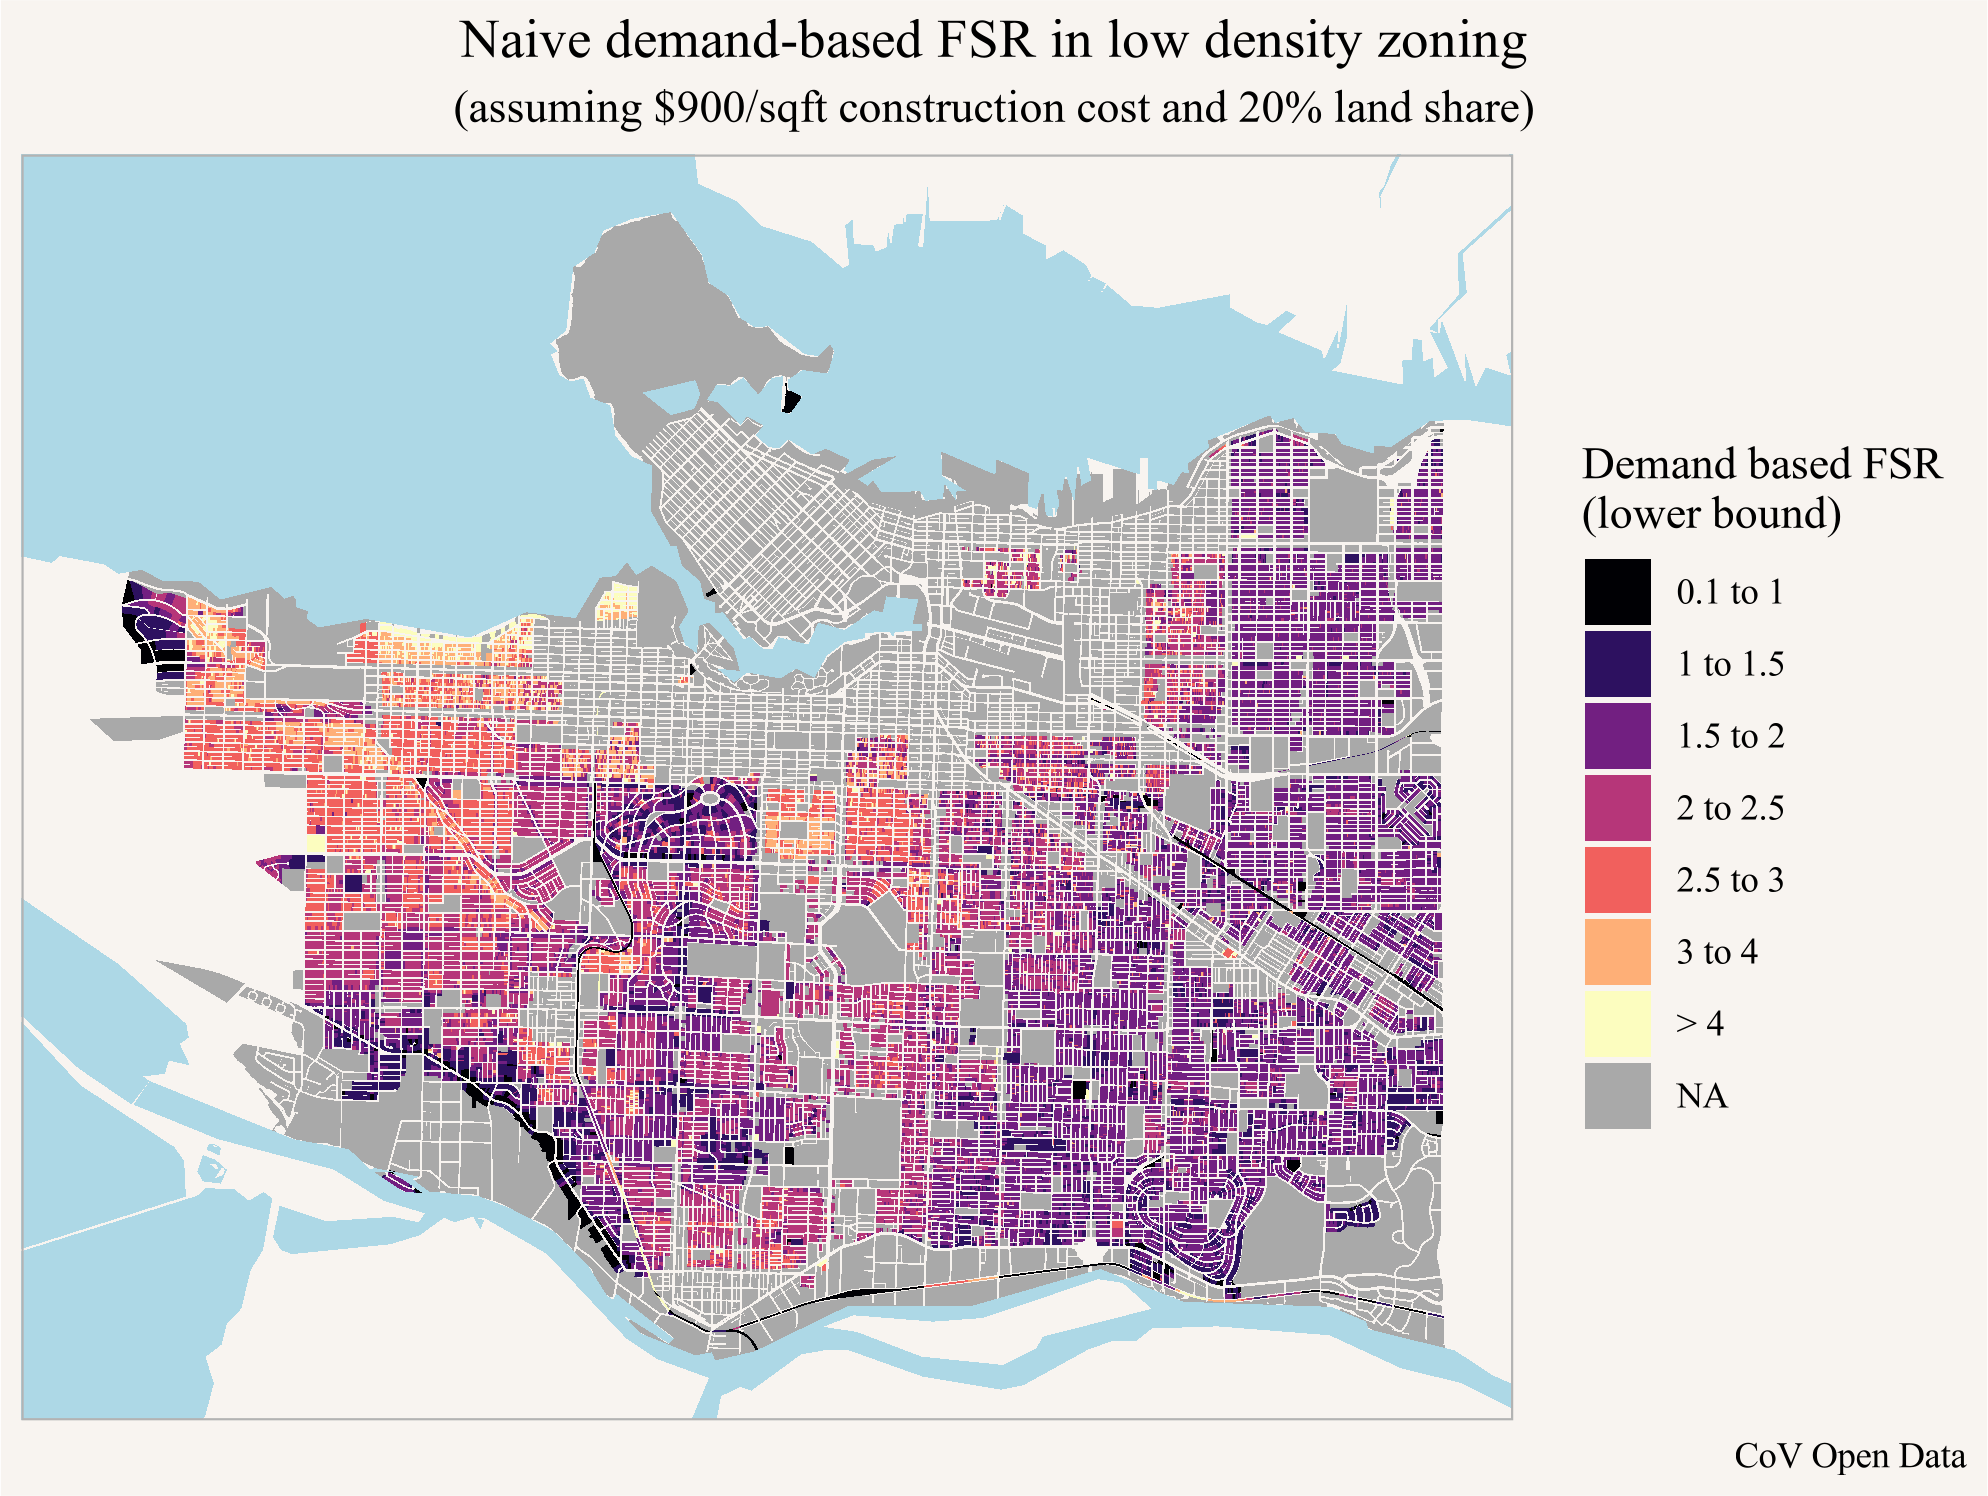 Naive demand-based FSR in low density zoning
(assuming $900/sqft construction cost and 20% land share)
Demand based FSR
(lower bound)
0.1 to 1
1 to 1.5
1.5 to 2
2 to 2.5
2.5 to 3
3 to 4
> 4
NA
CoV Open Data